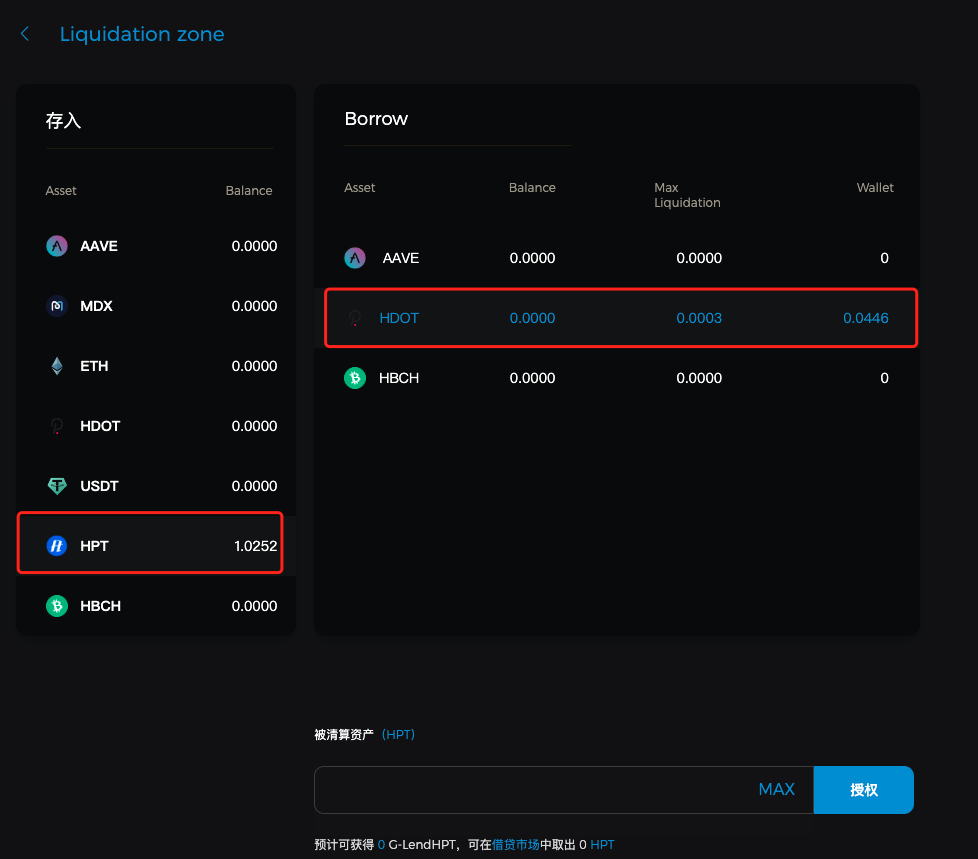 Liquidation zone
存入
Asset Balance
AAVE 0.0000
MDX 0.0000
ETH 0.0000
HDOT 0.0000
USDT 0.0000
HPT 1.0252
HBCH 0.0000
Borrow
Asset Balance Max Liquidation Wallet
AAVE 0.0000 0.0000 0
HDOT 0.0000 0.0003 0.0446
HBCH 0.0000 0.0000 0
被清算资产 (HPT)
MAX 授权
预计可获得 0 G-LendHPT，可在借贷市场中取出 0 HPT